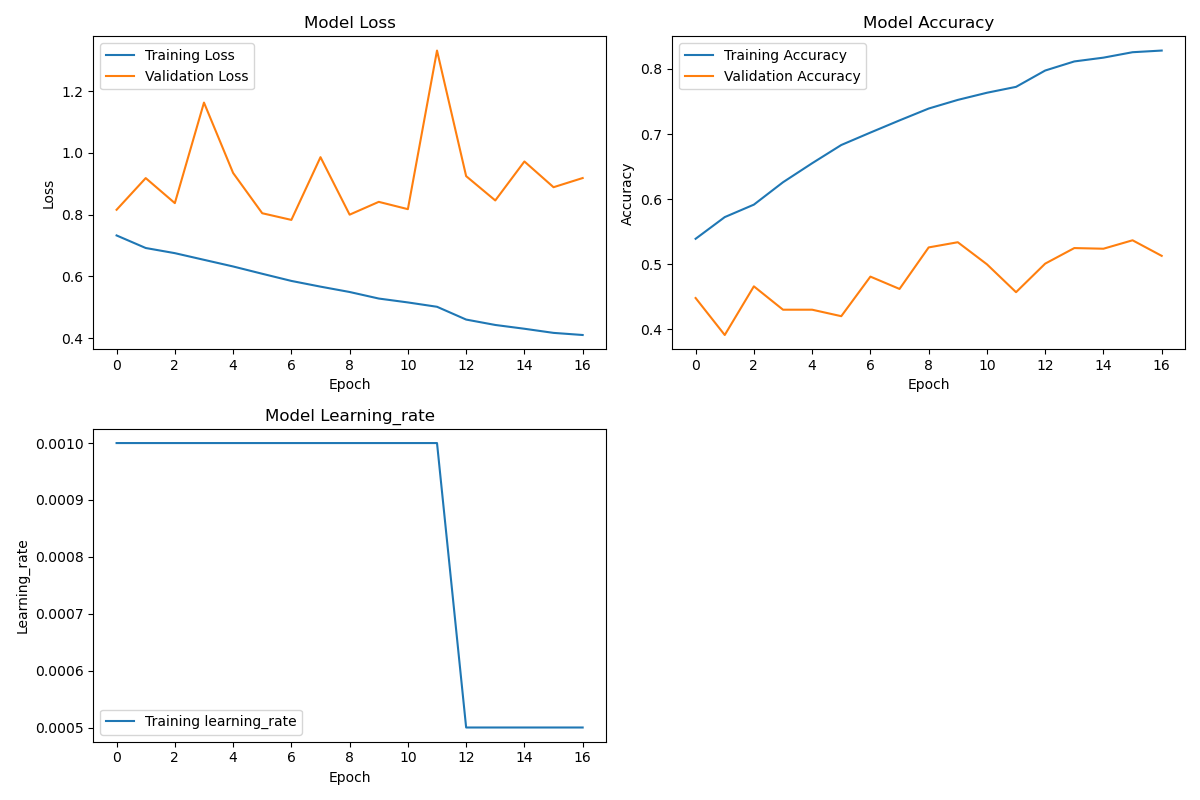 Model Loss
Training Loss
Validation Loss
1.2
1.0
0.8
0.6
0.4
Loss
0 2 4 6 8 10 12 14 16
Epoch
Model Accuracy
Training Accuracy
Validation Accuracy
0.8
0.7
0.6
0.5
0.4
Accuracy
0 2 4 6 8 10 12 14 16
Epoch
Model Learning_rate
0.0010
0.0009
0.0008
0.0007
0.0006
0.0005
Learning_rate
Training learning_rate
0 2 4 6 8 10 12 14 16
Epoch